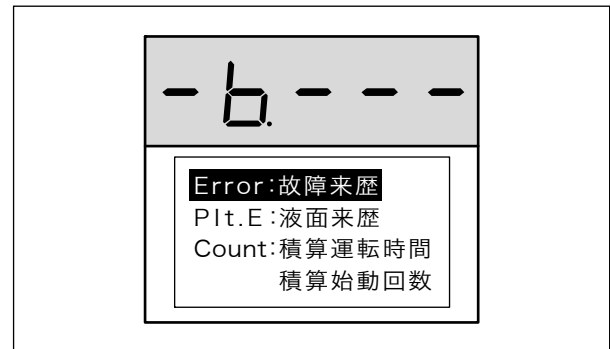 - b. - - -
Error:故障来歴
Plt.E:液面来歴
Count:積算運転時間
積算始動回数